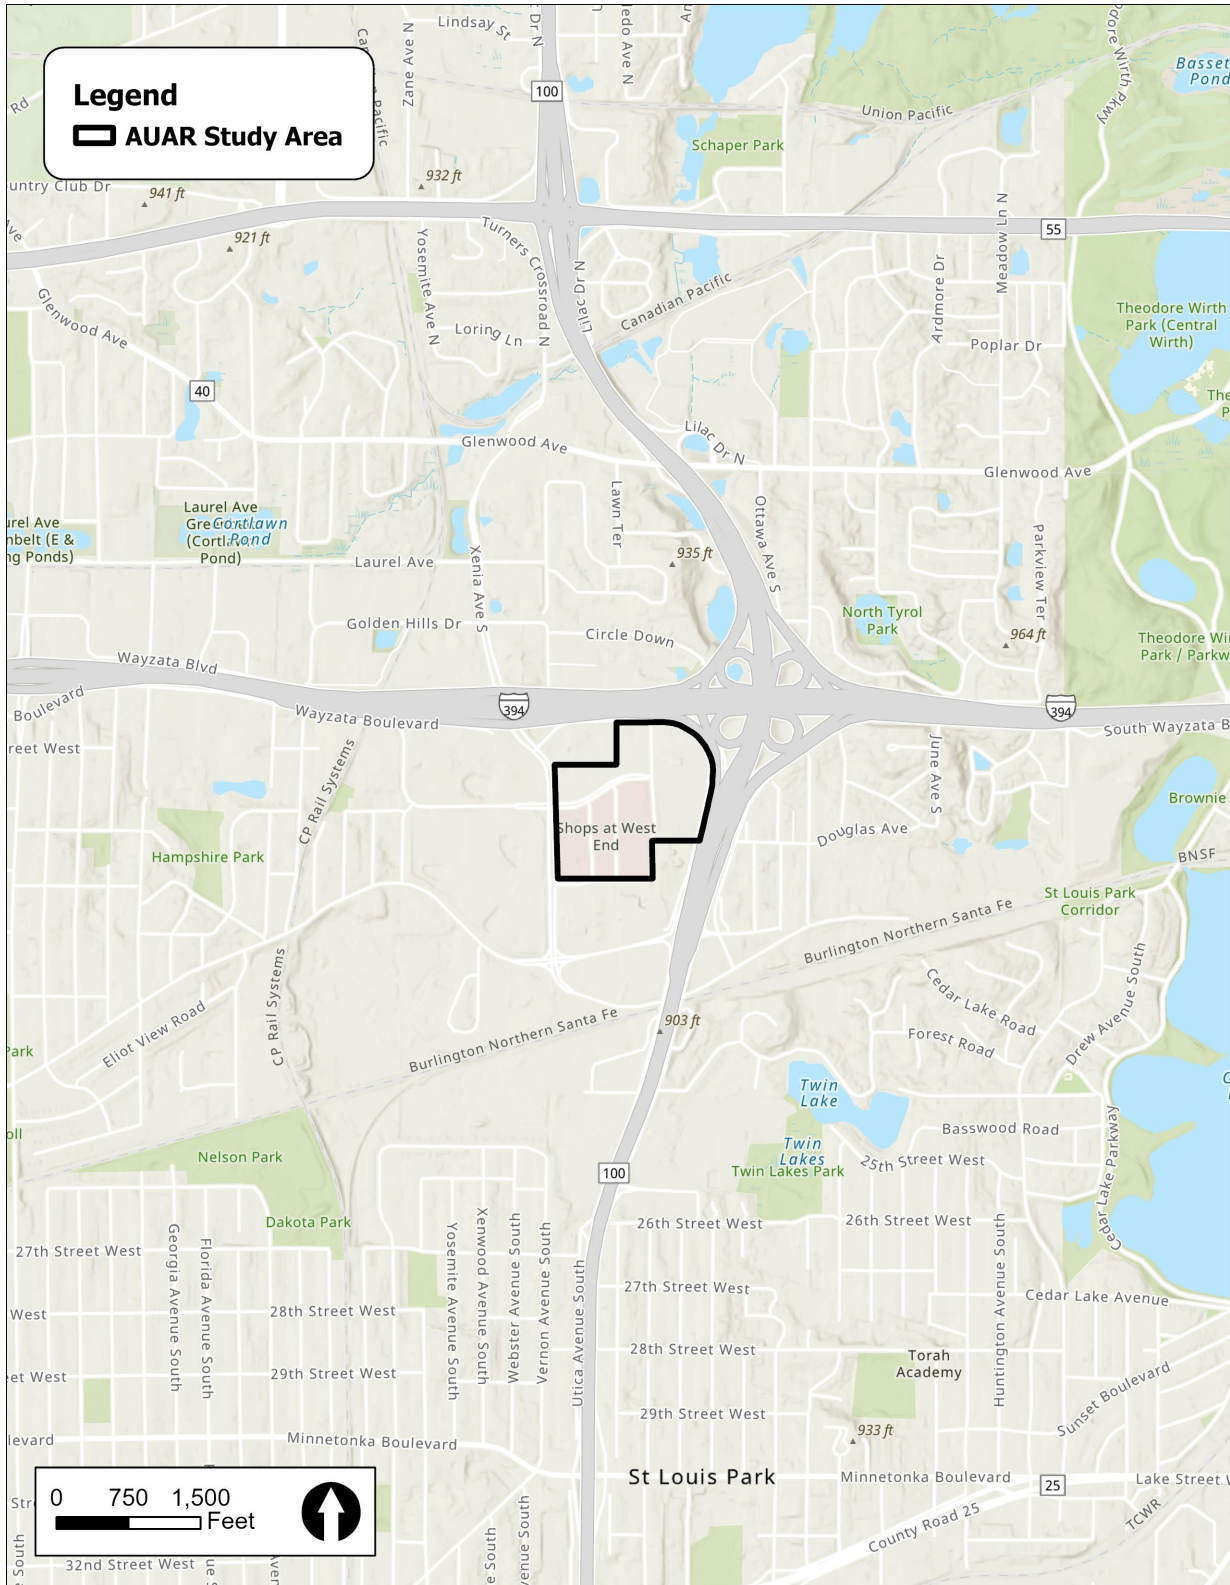 Legend
AUAR Study Area
Lindsay St
Zane Ave N
100
Union Pacific
Schaper Park
Country Club Dr
941 ft
932 ft
921 ft
55
Turners Crossroad N
Lilac Dr N
Yosemite Ave N
Canadian Pacific
Meadow Ln N
Ardmore Dr
Glenwood Ave
Loring Ln
Poplar Dr
Theodore Wirth
Park (Central
Wirth)
40
Glenwood Ave
Lilac Dr N
Glenwood Ave
Lawn Ter
Ottawa Ave S
Laurel Ave
(Cortlawn
Pond)
Cortlawn
Pond
Laurel Ave
Xenia Ave S
935 ft
Parkview Ter
Golden Hills Dr
Circle Down
North Tyrol
Park
964 ft
Wayzata Blvd
394
Wayzata Boulevard
394
South Wayzata B
Boulevard
reet West
CP Rail Systems
June Ave S
Shops at West
End
Hampshire Park
Douglas Ave
Brownie
BNSF
St Louis Park
Corridor
Burlington Northern Santa Fe
CP Rail Systems
Eliot View Road
Burlington Northern Santa Fe
903 ft
Cedar Lake Road
Forest Road
Drew Avenue South
Park
Twin
Lake
Basswood Road
Nelson Park
Twin
Lakes
Twin Lakes Park
25th Street West
Cedar Lake Parkway
100
Dakota Park
26th Street West
26th Street West
27th Street West
Georgia Avenue South
Florida Avenue South
Yosemite Avenue South
Xenwood Avenue South
Webster Avenue South
Vernon Avenue South
Utica Avenue South
Huntington Avenue South
27th Street West
Cedar Lake Avenue
West
28th Street West
28th Street West
Torah
Academy
29th Street West
Sunset Boulevard
29th Street West
933 ft
levard
Minnetonka Boulevard
St Louis Park
Minnetonka Boulevard
25
Lake Street
County Road 25
TCWR
0 750 1,500
Feet
32nd Street West